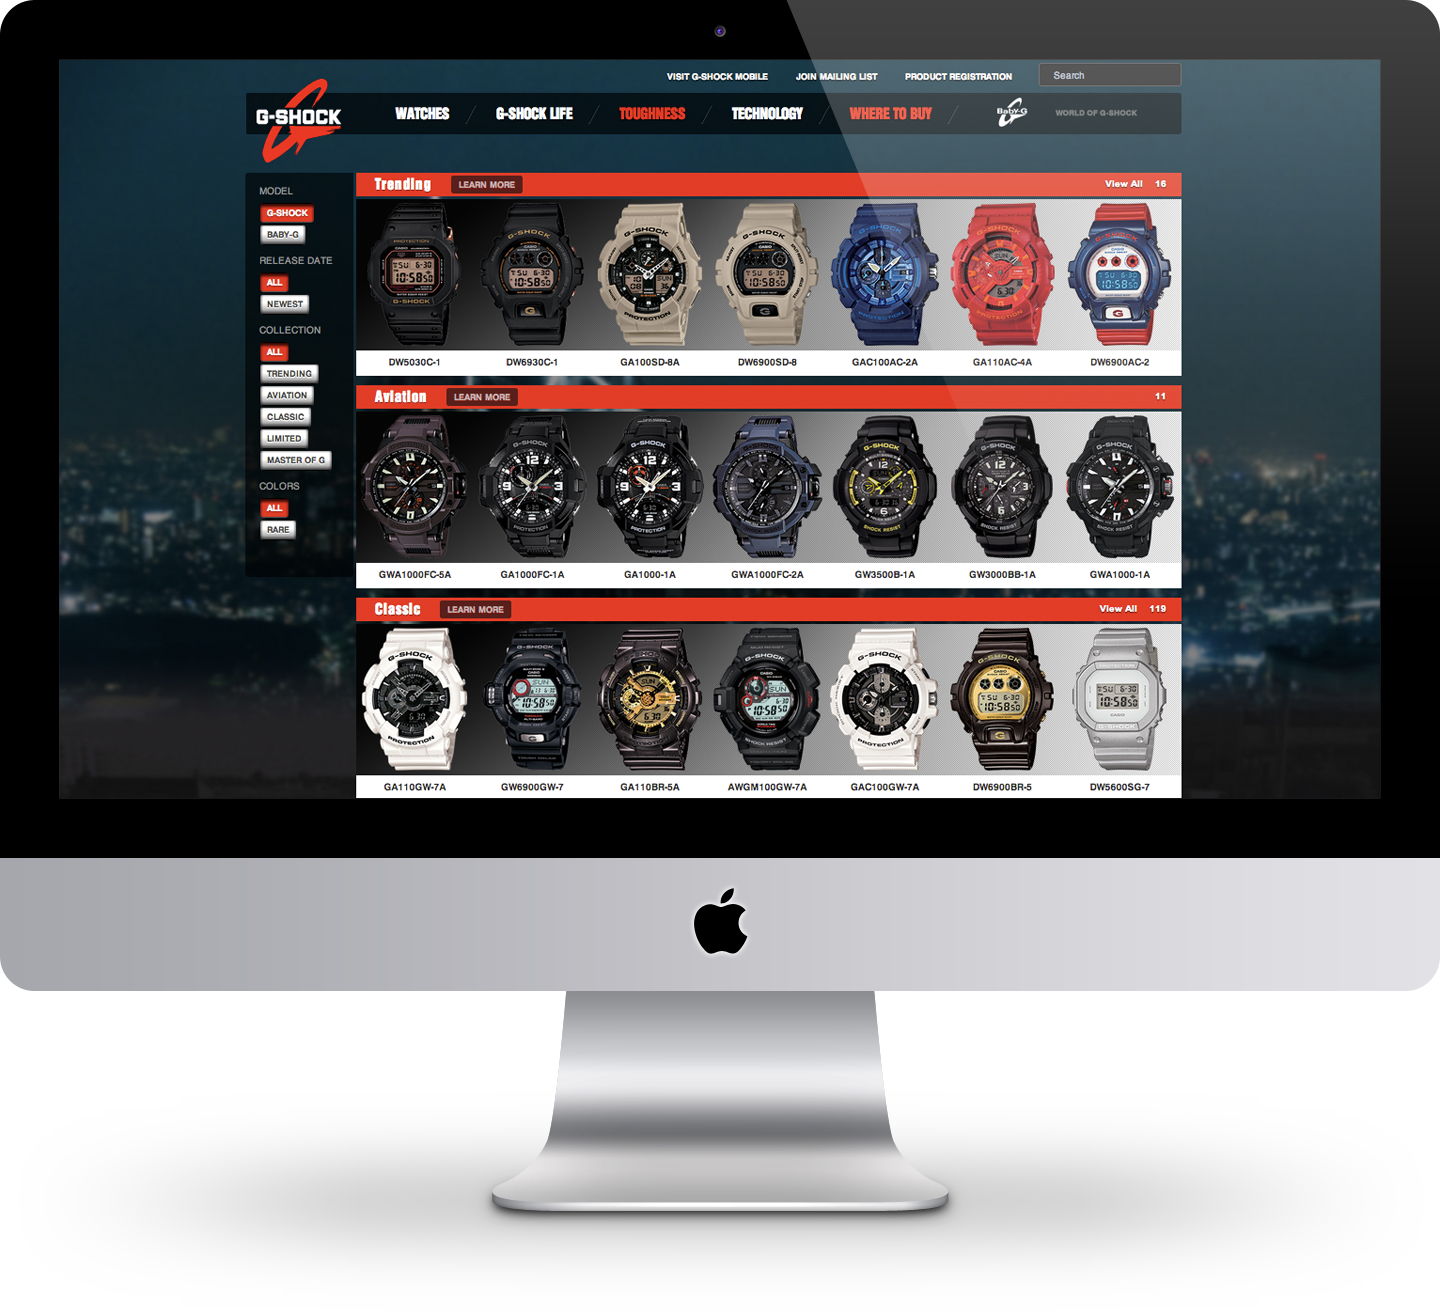 VISIT G-SHOCK MOBILE JOIN MAILING LIST PRODUCT REGISTRATION Search
G-SHOCK WATCHES G-SHOCK LIFE TOUGHNESS TECHNOLOGY WHERE TO BUY Baby-G WORLD OF G-SHOCK
MODEL
G-SHOCK
BABY-G
RELEASE DATE
ALL
NEWEST
COLLECTION
ALL
TRENDING
AVIATION
CLASSIC
LIMITED
MASTER OF G
COLORS
ALL
RARE
Trending LEARN MORE View All 16
DW5030C-1 DW6930C-1 GA100SD-8A DW6900SD-8 GAC100AC-2A GA110AC-4A DW6900AC-2
Aviation LEARN MORE 11
GWA1000FC-5A GA1000FC-1A GA1000-1A GWA1000FC-2A GW3500B-1A GW3000BB-1A GWA1000-1A
Classic LEARN MORE View All 119
GA110GW-7A GW6900GW-7 GA110BR-5A AWGM100GW-7A GAC100GW-7A DW6900BR-5 DW5600SG-7